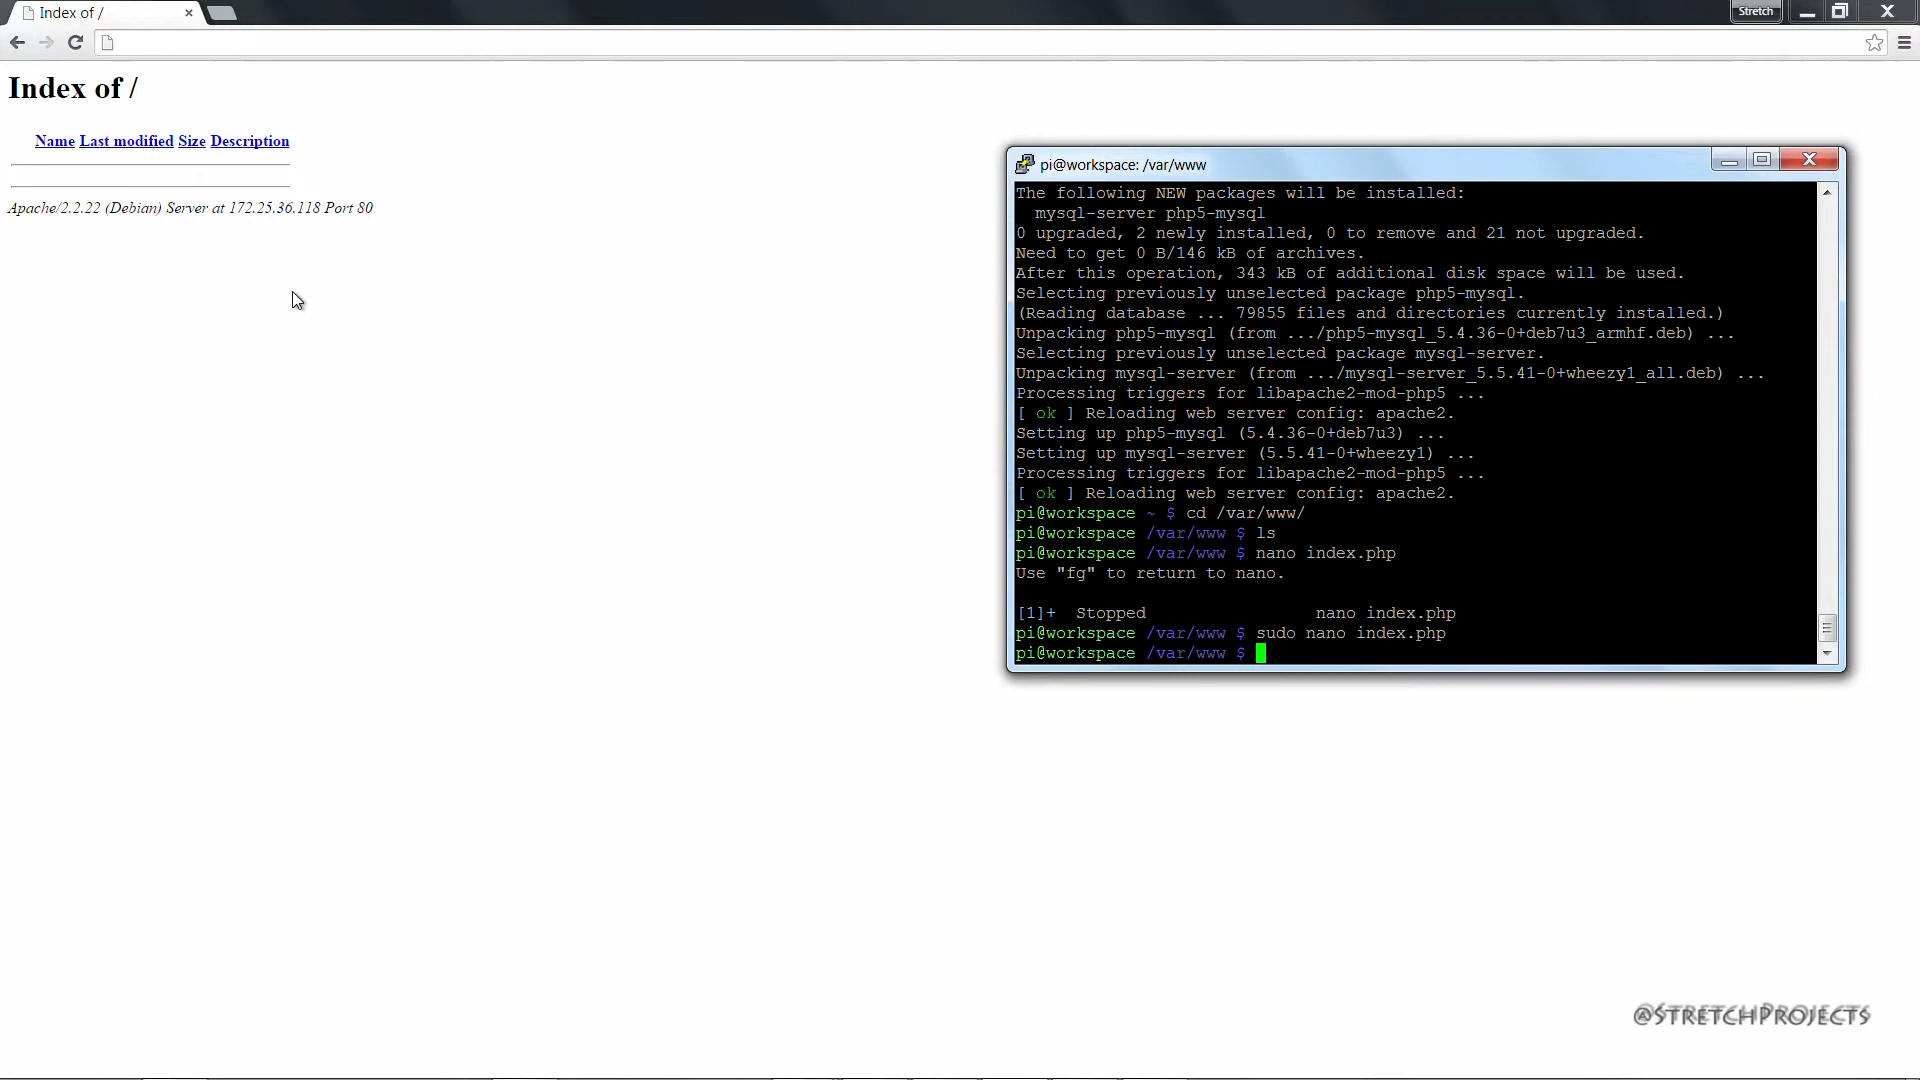 Index of /
Stretch
Index of /
Name Last modified Size Description
Apache/2.2.22 (Debian) Server at 172.25.36.118 Port 80
pi@workspace: /var/www
The following NEW packages will be installed:
  mysql-server php5-mysql
0 upgraded, 2 newly installed, 0 to remove and 21 not upgraded.
Need to get 0 B/146 kB of archives.
After this operation, 343 kB of additional disk space will be used.
Selecting previously unselected package php5-mysql.
(Reading database ... 79855 files and directories currently installed.)
Unpacking php5-mysql (from .../php5-mysql_5.4.36-0+deb7u3_armhf.deb) ...
Selecting previously unselected package mysql-server.
Unpacking mysql-server (from .../mysql-server_5.5.41-0+wheezy1_all.deb) ...
Processing triggers for libapache2-mod-php5 ...
[ ok ] Reloading web server config: apache2.
Setting up php5-mysql (5.4.36-0+deb7u3) ...
Setting up mysql-server (5.5.41-0+wheezy1) ...
Processing triggers for libapache2-mod-php5 ...
[ ok ] Reloading web server config: apache2.
pi@workspace ~ $ cd /var/www/
pi@workspace /var/www $ ls
pi@workspace /var/www $ nano index.php
Use "fg" to return to nano.
[1]+  Stopped                 nano index.php
pi@workspace /var/www $ sudo nano index.php
pi@workspace /var/www $
@StretchProjects